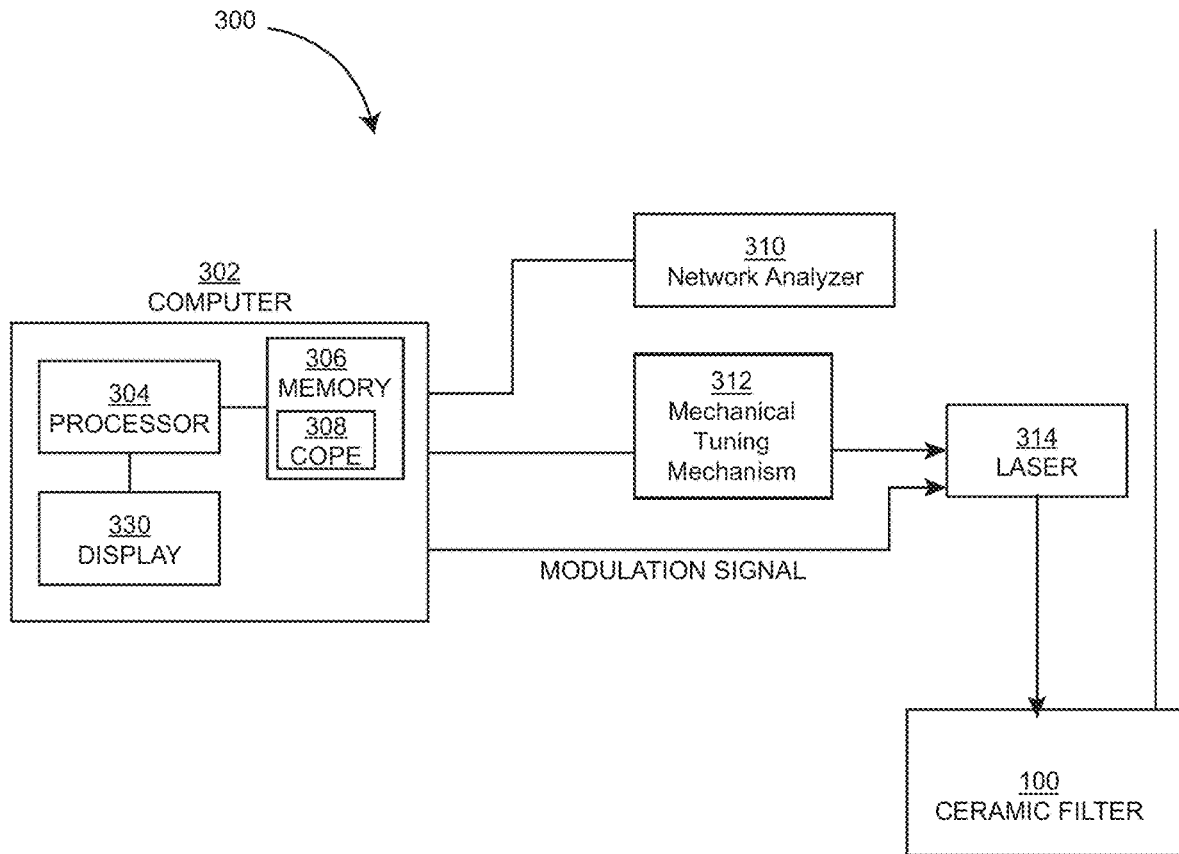 300
310
Network Analyzer
302
COMPUTER
304
PROCESSOR
306
MEMORY
308
COPE
330
DISPLAY
312
Mechanical
Tuning
Mechanism
314
LASER
MODULATION SIGNAL
100
CERAMIC FILTER